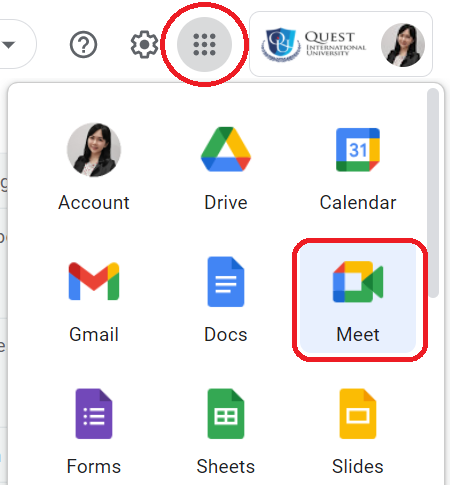 QUEST
INTERNATIONAL
UNIVERSITY
Account
Drive
31
Calendar
Gmail
Docs
Meet
Forms
Sheets
Slides